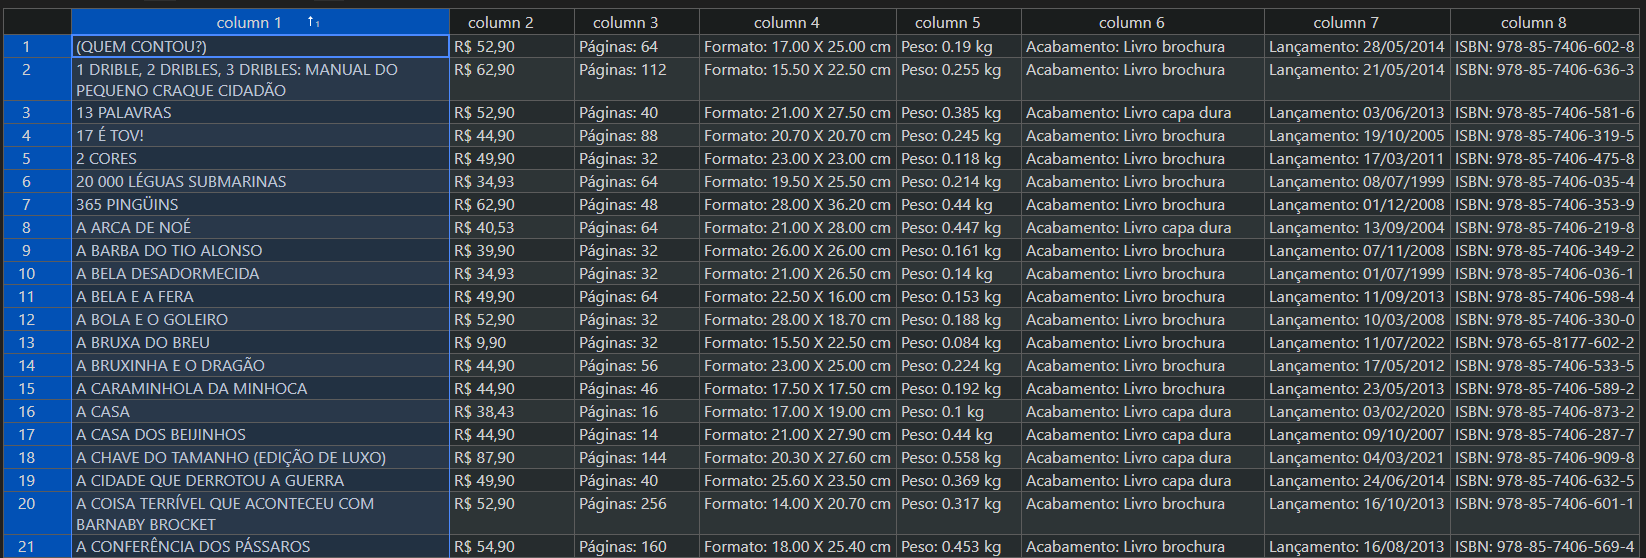 column 1 ↑1 column 2 column 3 column 4 column 5 column 6 column 7 column 8
1 (QUEM CONTOU?) R$ 52,90 Páginas: 64 Formato: 17.00 X 25.00 cm Peso: 0.19 kg Acabamento: Livro brochura Lançamento: 28/05/2014 ISBN: 978-85-7406-602-8
2 1 DRIBLE, 2 DRIBLES, 3 DRIBLES: MANUAL DO R$ 62,90 Páginas: 112 Formato: 15.50 X 22.50 cm Peso: 0.255 kg Acabamento: Livro brochura Lançamento: 21/05/2014 ISBN: 978-85-7406-636-3
PEQUENO CRAQUE CIDADÃO
3 13 PALAVRAS R$ 52,90 Páginas: 40 Formato: 21.00 X 27.50 cm Peso: 0.385 kg Acabamento: Livro capa dura Lançamento: 03/06/2013 ISBN: 978-85-7406-581-6
4 17 É TOV! R$ 44,90 Páginas: 88 Formato: 20.70 X 20.70 cm Peso: 0.245 kg Acabamento: Livro brochura Lançamento: 19/10/2005 ISBN: 978-85-7406-319-5
5 2 CORES R$ 49,90 Páginas: 32 Formato: 23.00 X 23.00 cm Peso: 0.118 kg Acabamento: Livro brochura Lançamento: 17/03/2011 ISBN: 978-85-7406-475-8
6 20 000 LÉGUAS SUBMARINAS R$ 34,93 Páginas: 64 Formato: 19.50 X 25.50 cm Peso: 0.214 kg Acabamento: Livro brochura Lançamento: 08/07/1999 ISBN: 978-85-7406-035-4
7 365 PINGÜINS R$ 62,90 Páginas: 48 Formato: 28.00 X 36.20 cm Peso: 0.44 kg Acabamento: Livro brochura Lançamento: 01/12/2008 ISBN: 978-85-7406-353-9
8 A ARCA DE NOÉ R$ 40,53 Páginas: 64 Formato: 21.00 X 28.00 cm Peso: 0.447 kg Acabamento: Livro capa dura Lançamento: 13/09/2004 ISBN: 978-85-7406-219-8
9 A BARBA DO TIO ALONSO R$ 39,90 Páginas: 32 Formato: 26.00 X 26.00 cm Peso: 0.161 kg Acabamento: Livro brochura Lançamento: 07/11/2008 ISBN: 978-85-7406-349-2
10 A BELA DESADORMECIDA R$ 34,93 Páginas: 32 Formato: 21.00 X 26.50 cm Peso: 0.14 kg Acabamento: Livro brochura Lançamento: 01/07/1999 ISBN: 978-85-7406-036-1
11 A BELA E A FERA R$ 49,90 Páginas: 64 Formato: 22.50 X 16.00 cm Peso: 0.153 kg Acabamento: Livro brochura Lançamento: 11/09/2013 ISBN: 978-85-7406-598-4
12 A BOLA E O GOLEIRO R$ 52,90 Páginas: 32 Formato: 28.00 X 18.70 cm Peso: 0.188 kg Acabamento: Livro brochura Lançamento: 10/03/2008 ISBN: 978-85-7406-330-0
13 A BRUXA DO BREU R$ 9,90 Páginas: 32 Formato: 15.50 X 22.50 cm Peso: 0.084 kg Acabamento: Livro brochura Lançamento: 11/07/2022 ISBN: 978-65-8177-602-2
14 A BRUXINHA E O DRAGÃO R$ 44,90 Páginas: 56 Formato: 23.00 X 25.00 cm Peso: 0.224 kg Acabamento: Livro brochura Lançamento: 17/05/2012 ISBN: 978-85-7406-533-5
15 A CARAMINHOLA DA MINHOCA R$ 44,90 Páginas: 46 Formato: 17.50 X 17.50 cm Peso: 0.192 kg Acabamento: Livro brochura Lançamento: 23/05/2013 ISBN: 978-85-7406-589-2
16 A CASA R$ 38,43 Páginas: 16 Formato: 17.00 X 19.00 cm Peso: 0.1 kg Acabamento: Livro capa dura Lançamento: 03/02/2020 ISBN: 978-85-7406-873-2
17 A CASA DOS BEIJINHOS R$ 44,90 Páginas: 14 Formato: 21.00 X 27.90 cm Peso: 0.44 kg Acabamento: Livro capa dura Lançamento: 09/10/2007 ISBN: 978-85-7406-287-7
18 A CHAVE DO TAMANHO (EDIÇÃO DE LUXO) R$ 87,90 Páginas: 144 Formato: 20.30 X 27.60 cm Peso: 0.558 kg Acabamento: Livro capa dura Lançamento: 04/03/2021 ISBN: 978-85-7406-909-8
19 A CIDADE QUE DERROTOU A GUERRA R$ 49,90 Páginas: 40 Formato: 25.60 X 23.50 cm Peso: 0.369 kg Acabamento: Livro capa dura Lançamento: 24/06/2014 ISBN: 978-85-7406-632-5
20 A COISA TERRÍVEL QUE ACONTECEU COM R$ 52,90 Páginas: 256 Formato: 14.00 X 20.70 cm Peso: 0.317 kg Acabamento: Livro brochura Lançamento: 16/10/2013 ISBN: 978-85-7406-601-1
BARNABY BROCKET
21 A CONFERÊNCIA DOS PÁSSAROS R$ 54,90 Páginas: 160 Formato: 18.00 X 25.40 cm Peso: 0.453 kg Acabamento: Livro brochura Lançamento: 16/08/2013 ISBN: 978-85-7406-569-4